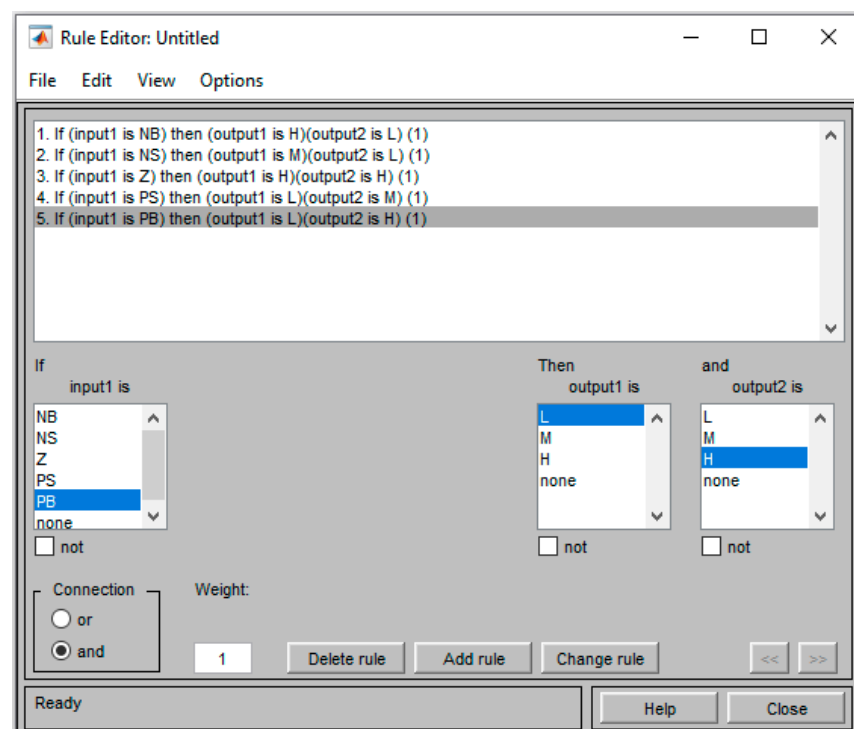 Rule Editor: Untitled
File Edit View Options
1. If (input1 is NB) then (output1 is H)(output2 is L) (1)
2. If (input1 is NS) then (output1 is M)(output2 is L) (1)
3. If (input1 is Z) then (output1 is H)(output2 is H) (1)
4. If (input1 is PS) then (output1 is L)(output2 is M) (1)
5. If (input1 is PB) then (output1 is L)(output2 is H) (1)
If
input1 is
NB
NS
Z
PS
PB
none
not
Then
output1 is
L
M
H
none
not
and
output2 is
L
M
H
none
not
Connection
or
and
Weight:
1
Delete rule
Add rule
Change rule
<<
>>
Ready
Help
Close